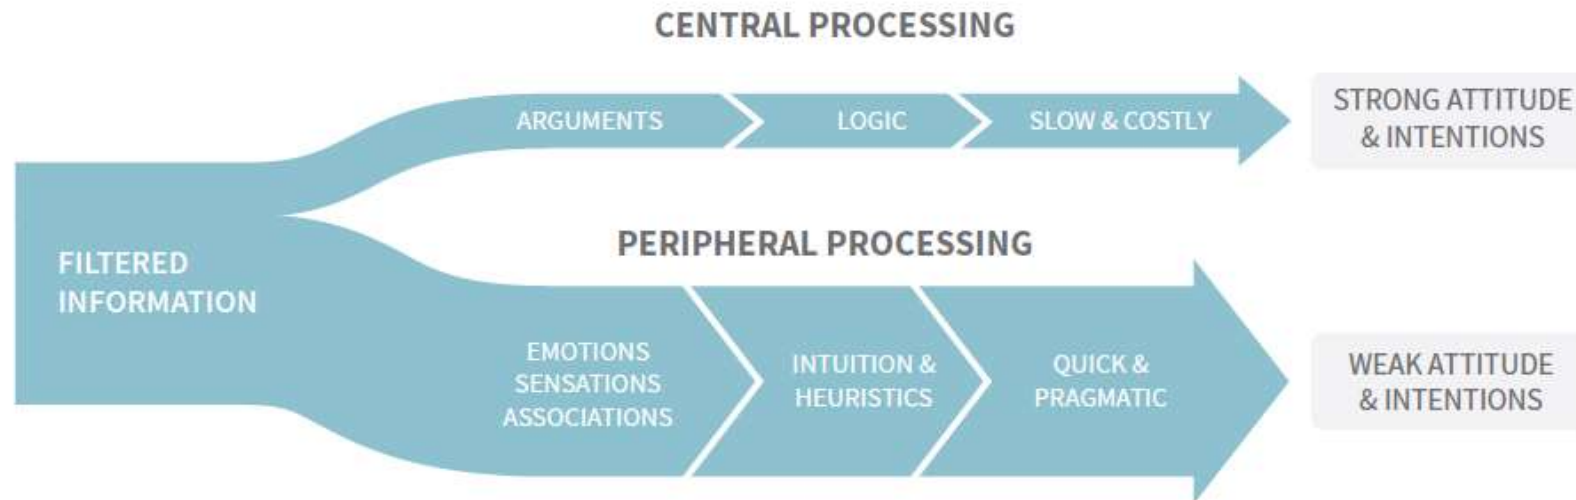 CENTRAL PROCESSING
ARGUMENTS
LOGIC
SLOW & COSTLY
STRONG ATTITUDE
& INTENTIONS
FILTERED
INFORMATION
PERIPHERAL PROCESSING
EMOTIONS
SENSATIONS
ASSOCIATIONS
INTUITION &
HEURISTICS
QUICK &
PRAGMATIC
WEAK ATTITUDE
& INTENTIONS